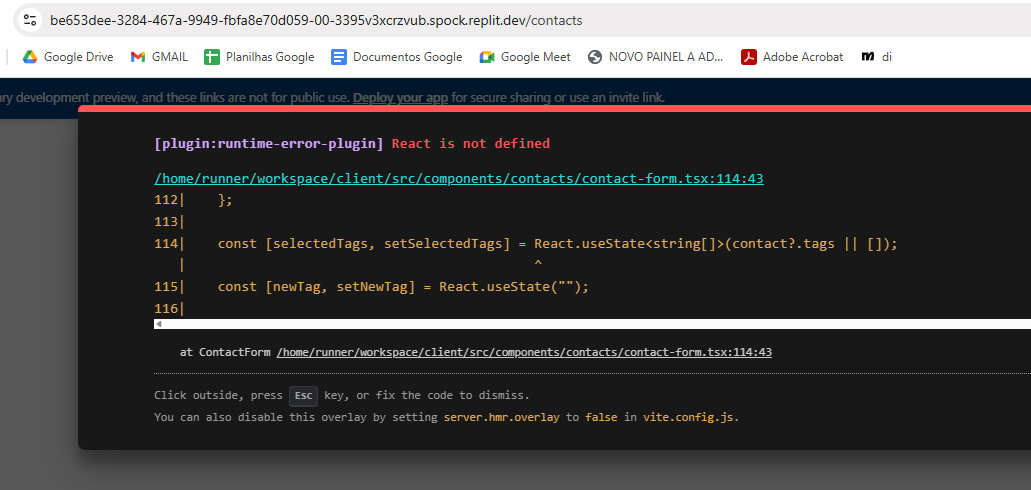 be653dee-3284-467a-9949-fbfa8e70d059-00-3395v3xcrzvub.spock.replit.dev/contacts
Google Drive GMAIL Planilhas Google Documentos Google Google Meet NOVO PAINEL A AD... Adobe Acrobat di
ry development preview, and these links are not for public use. Deploy your app for secure sharing or use an invite link.
[plugin:runtime-error-plugin] React is not defined
/home/runner/workspace/client/src/components/contacts/contact-form.tsx:114:43
112|    };
113|
114|    const [selectedTags, setSelectedTags] = React.useState<string[]>(contact?.tags || []);
   |                                            ^
115|    const [newTag, setNewTag] = React.useState("");
116|
at ContactForm /home/runner/workspace/client/src/components/contacts/contact-form.tsx:114:43
Click outside, press Esc key, or fix the code to dismiss.
You can also disable this overlay by setting server.hmr.overlay to false in vite.config.js.